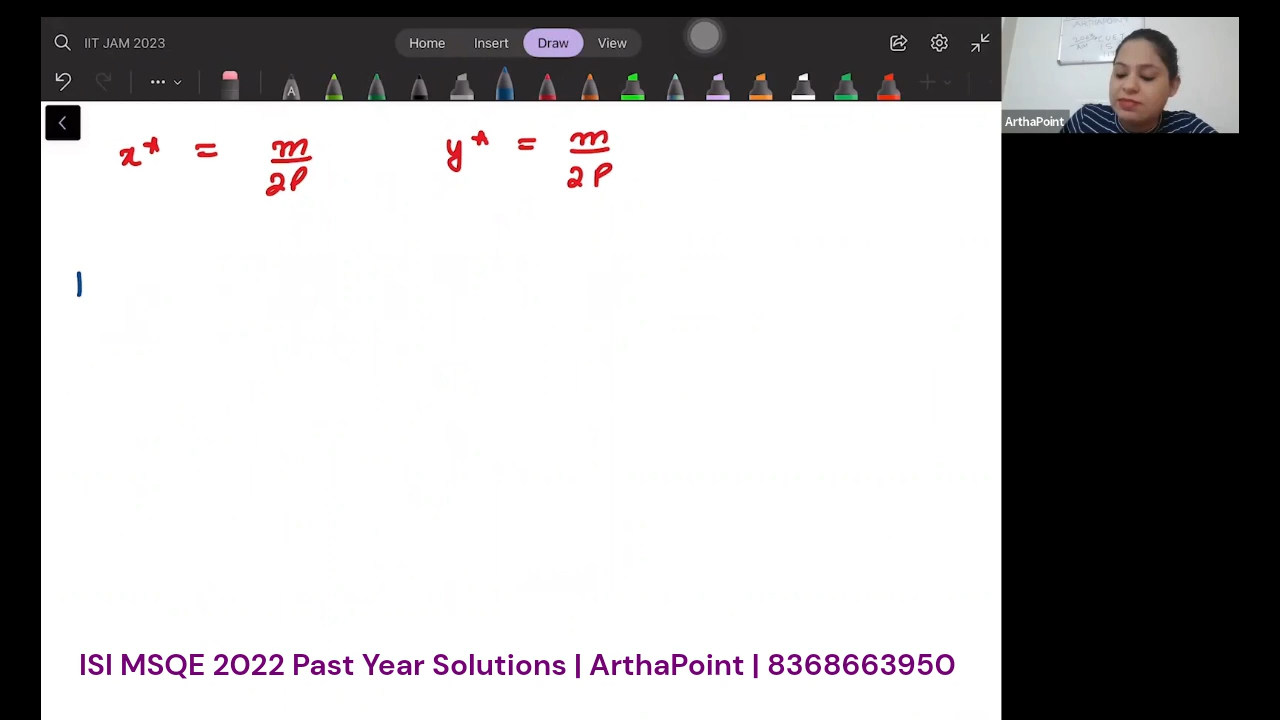 IIT JAM 2023
Home Insert Draw View
A
x* = m/2P y* = m/2P
ArthaPoint
ISI MSQE 2022 Past Year Solutions | ArthaPoint | 8368663950